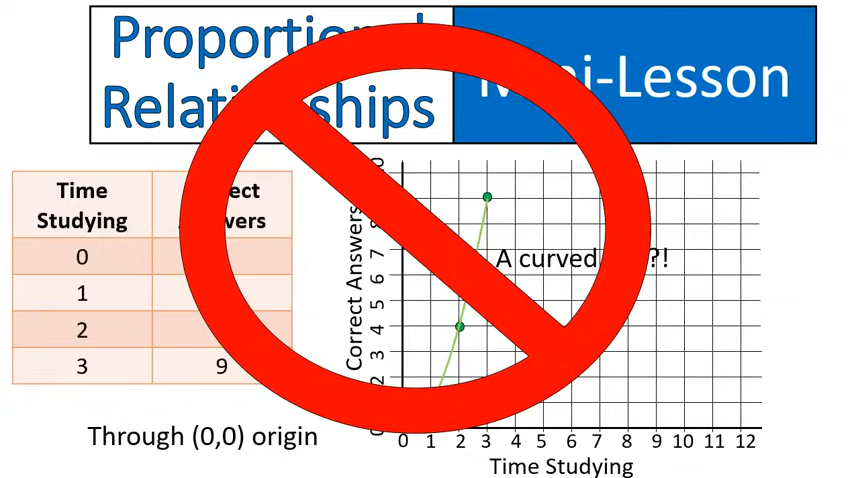 Proportional
Relationships
Mini-Lesson
Time Studying
Correct Answers
0
1
2
3 9
Through (0,0) origin
Correct Answers
8
7
6
5
4
3
2
A curved ?!
0 1 2 3 4 5 6 7 8 9 10 11 12
Time Studying